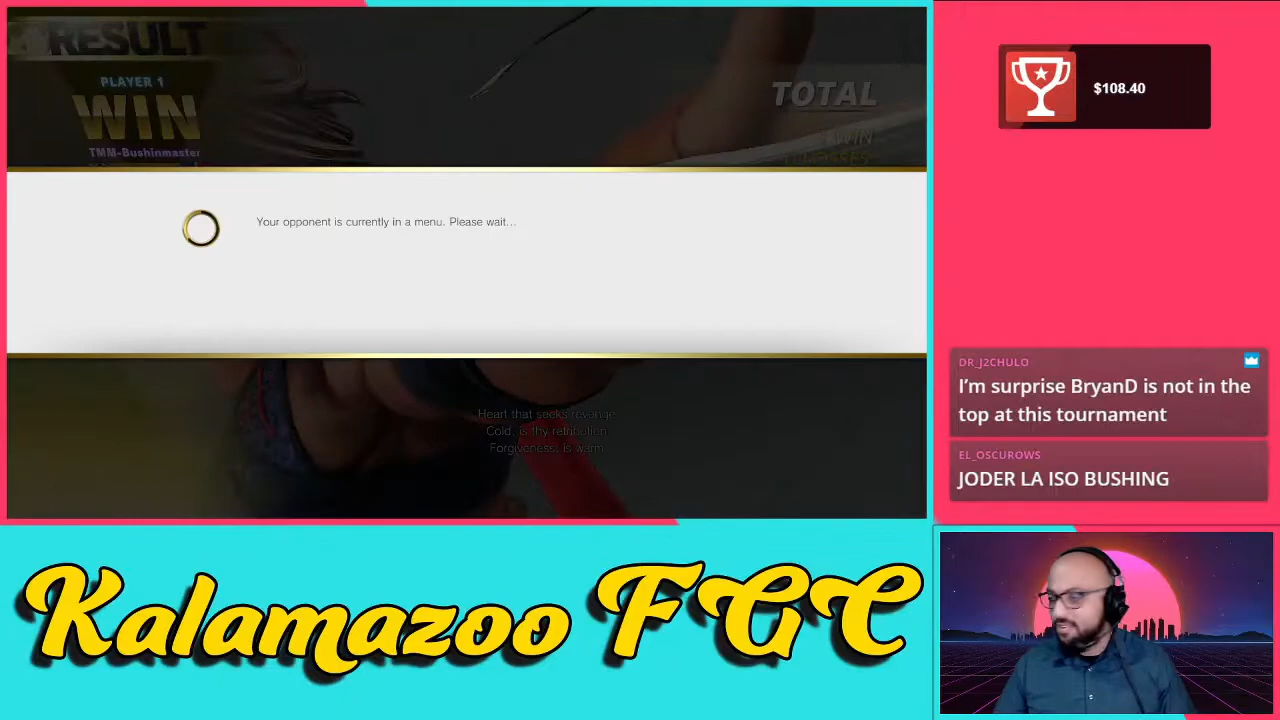 RESULT
PLAYER 1
WIN
TMM-Bushinmaster
TOTAL
WIN
Your opponent is currently in a menu. Please wait...
Heart that seeks revenge
Cold, is thy retribution
Forgiveness, is warm
Kalamazoo FGC
$108.40
DR_J2CHULO
I'm surprise BryanD is not in the
top at this tournament
EL_OSCUROWS
JODER LA ISO BUSHING